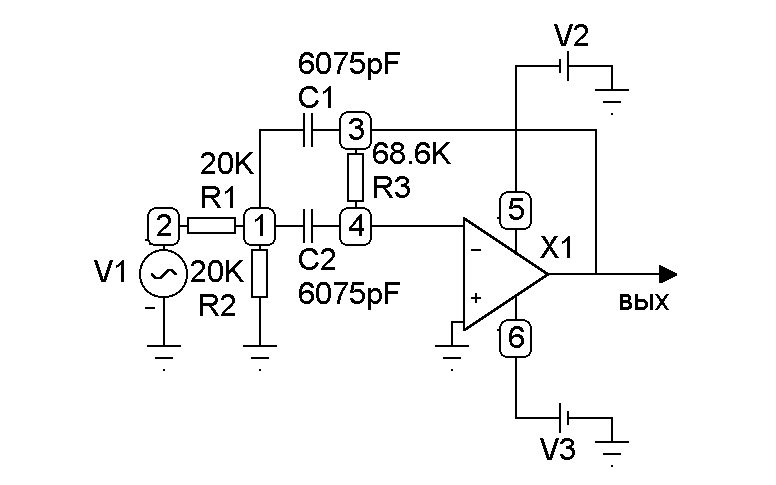 V2
6075pF
C1
3
20K
68.6K
R1
R3
2
1
4
5
C2
X1
V1
20K
6075pF
R2
−
+
вых
6
V3